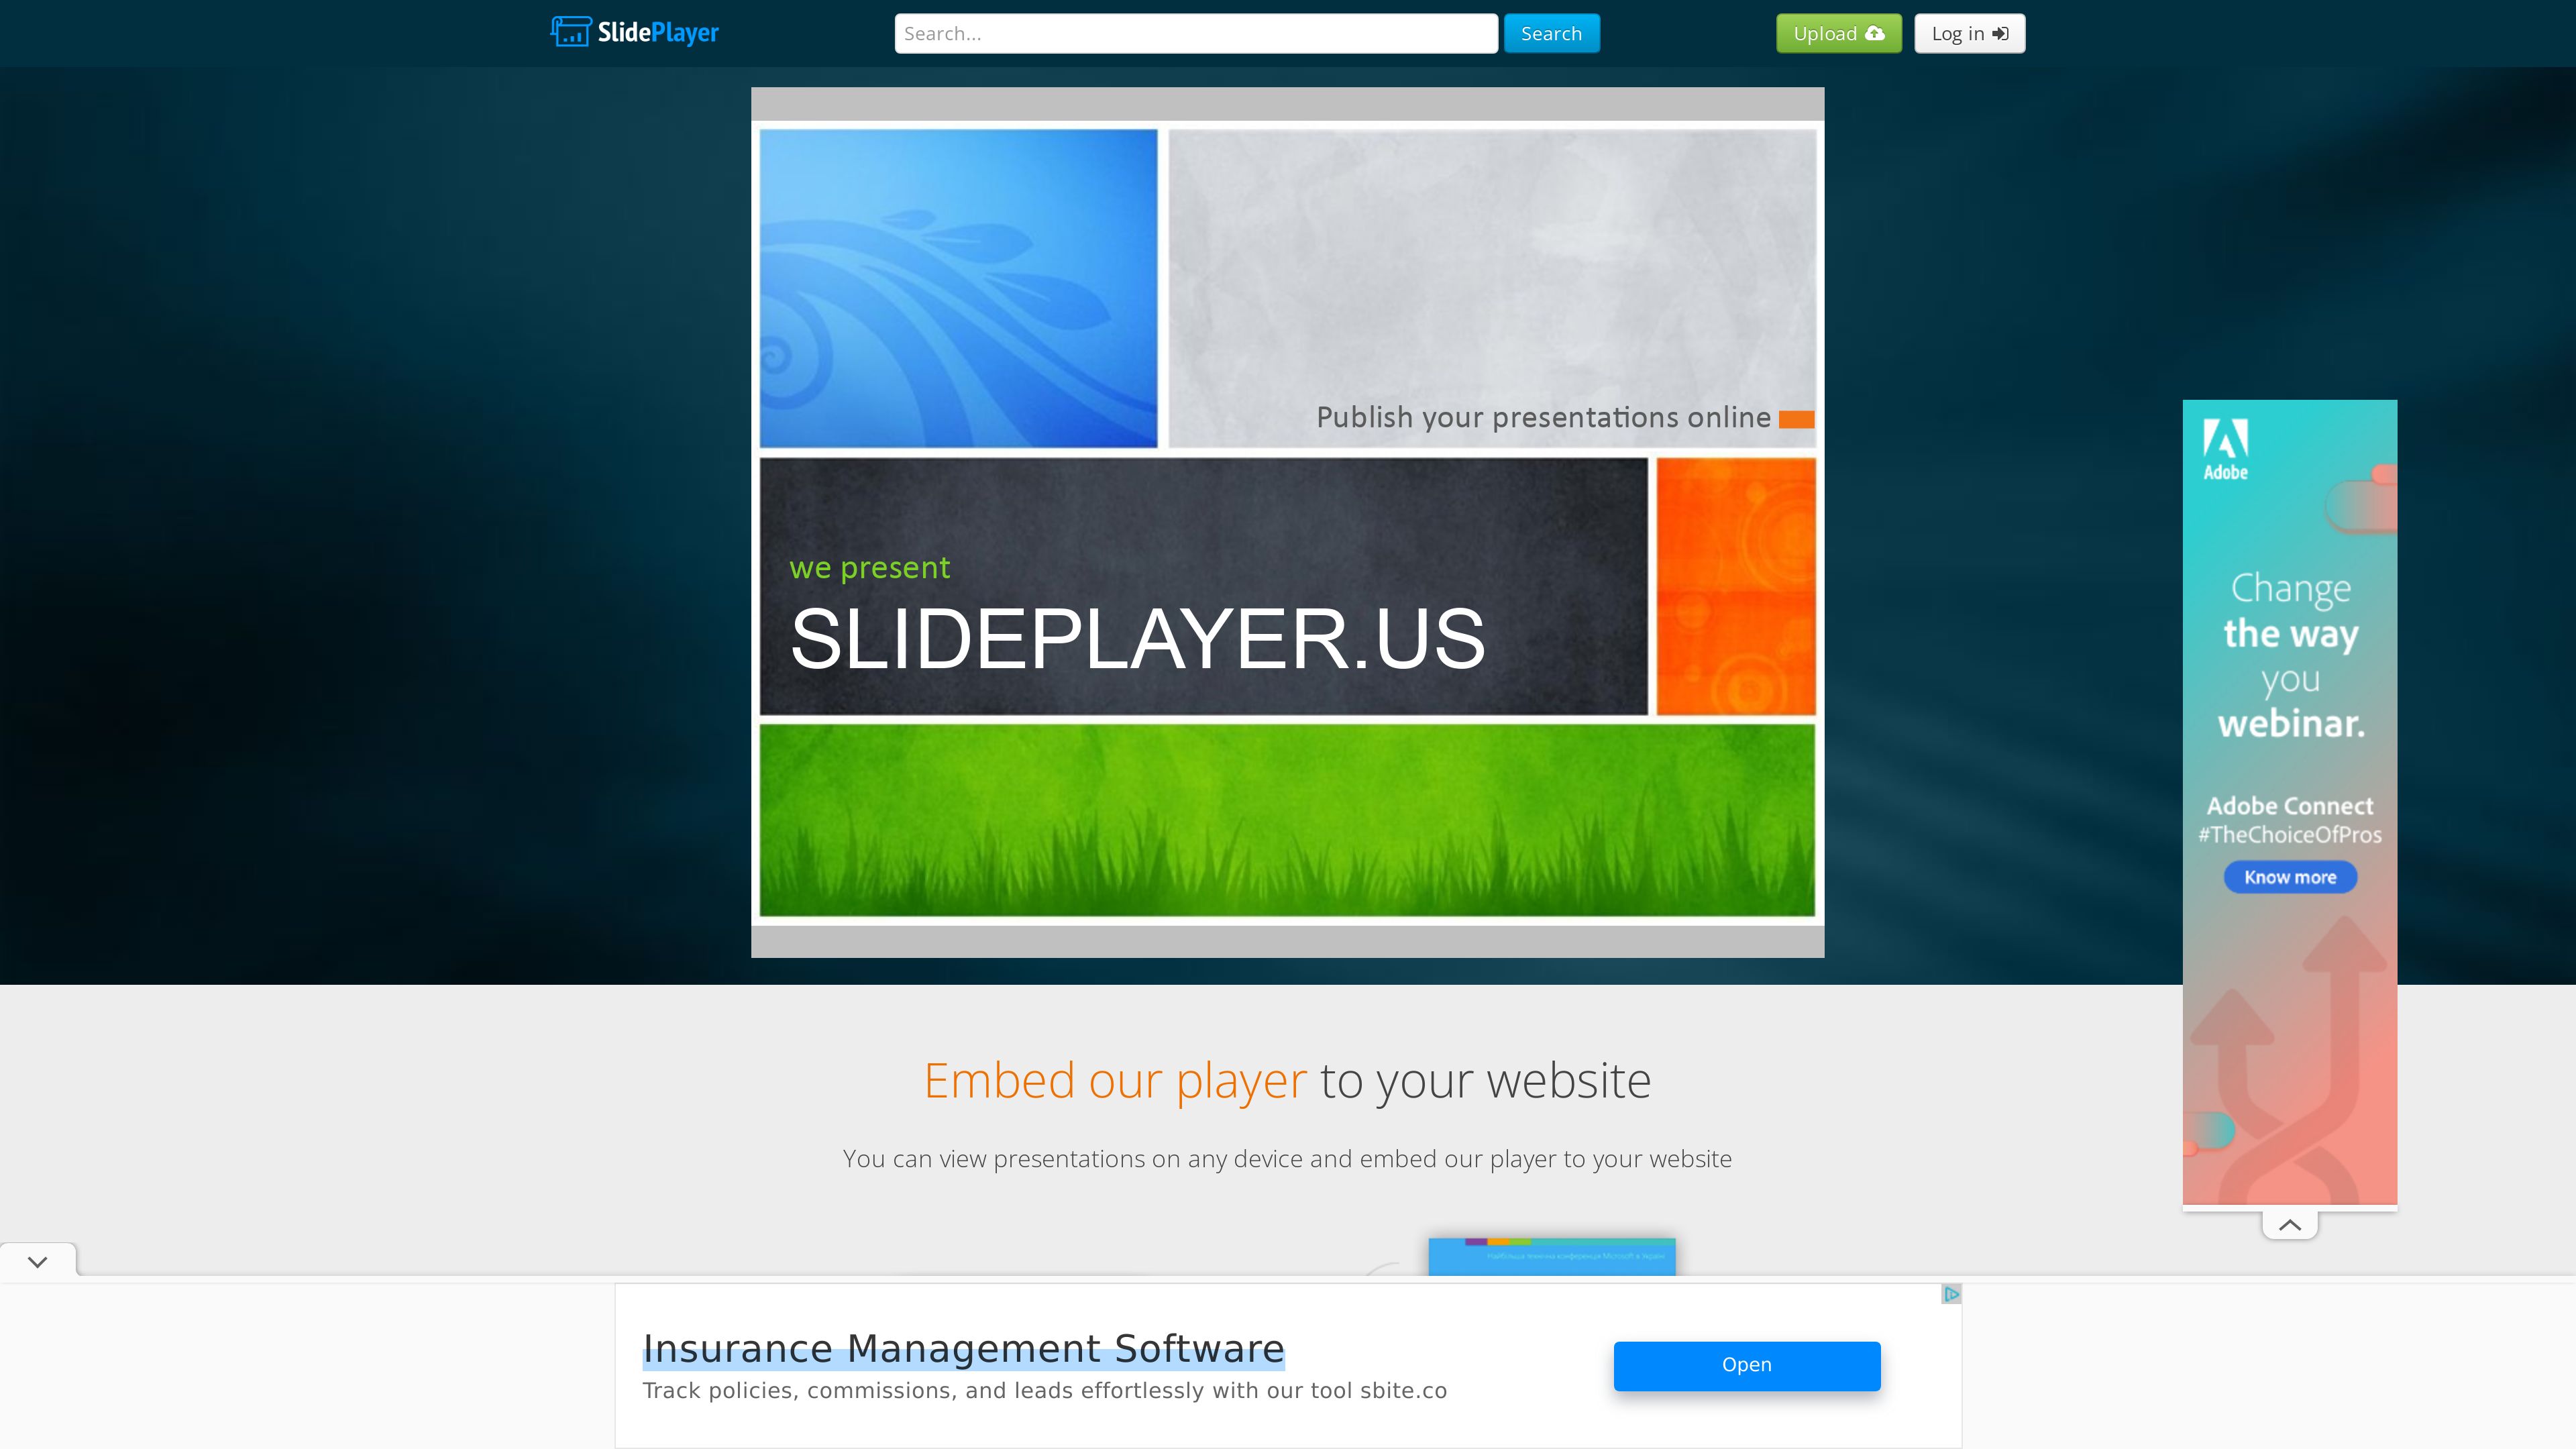 SlidePlayer
Search...
Search
Upload
Log in
Publish your presentations online
we present
SLIDEPLAYER.US
Adobe
Change
the way
you
webinar.
Adobe Connect
#TheChoiceOfPros
Know more
Embed our player to your website
You can view presentations on any device and embed our player to your website
Insurance Management Software
Track policies, commissions, and leads effortlessly with our tool sbite.co
Open